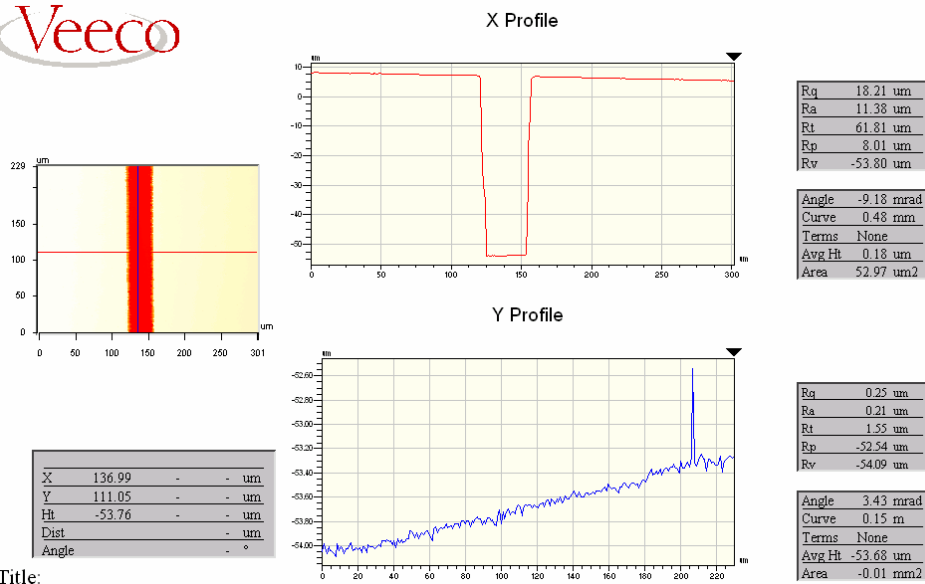 Veeco
X Profile
um
10
0
-10
-20
-30
-40
-50
0 50 100 150 200 250 300
um
Rq 18.21 um
Ra 11.38 um
Rt 61.81 um
Rp 8.01 um
Rv -53.80 um
Angle -9.18 mrad
Curve 0.48 mm
Terms None
Avg Ht 0.18 um
Area 52.97 um2
um
229
150
100
50
0
um
0 50 100 150 200 250 301
Y Profile
um
-52.60
-52.80
-53.00
-53.20
-53.40
-53.60
-53.80
-54.00
0 20 40 60 80 100 120 140 160 180 200 220
um
Rq 0.25 um
Ra 0.21 um
Rt 1.55 um
Rp -52.54 um
Rv -54.09 um
Angle 3.43 mrad
Curve 0.15 m
Terms None
Avg Ht -53.68 um
Area -0.01 mm2
X 136.99 - - um
Y 111.05 - - um
Ht -53.76 - - um
Dist - um
Angle - °
Title: